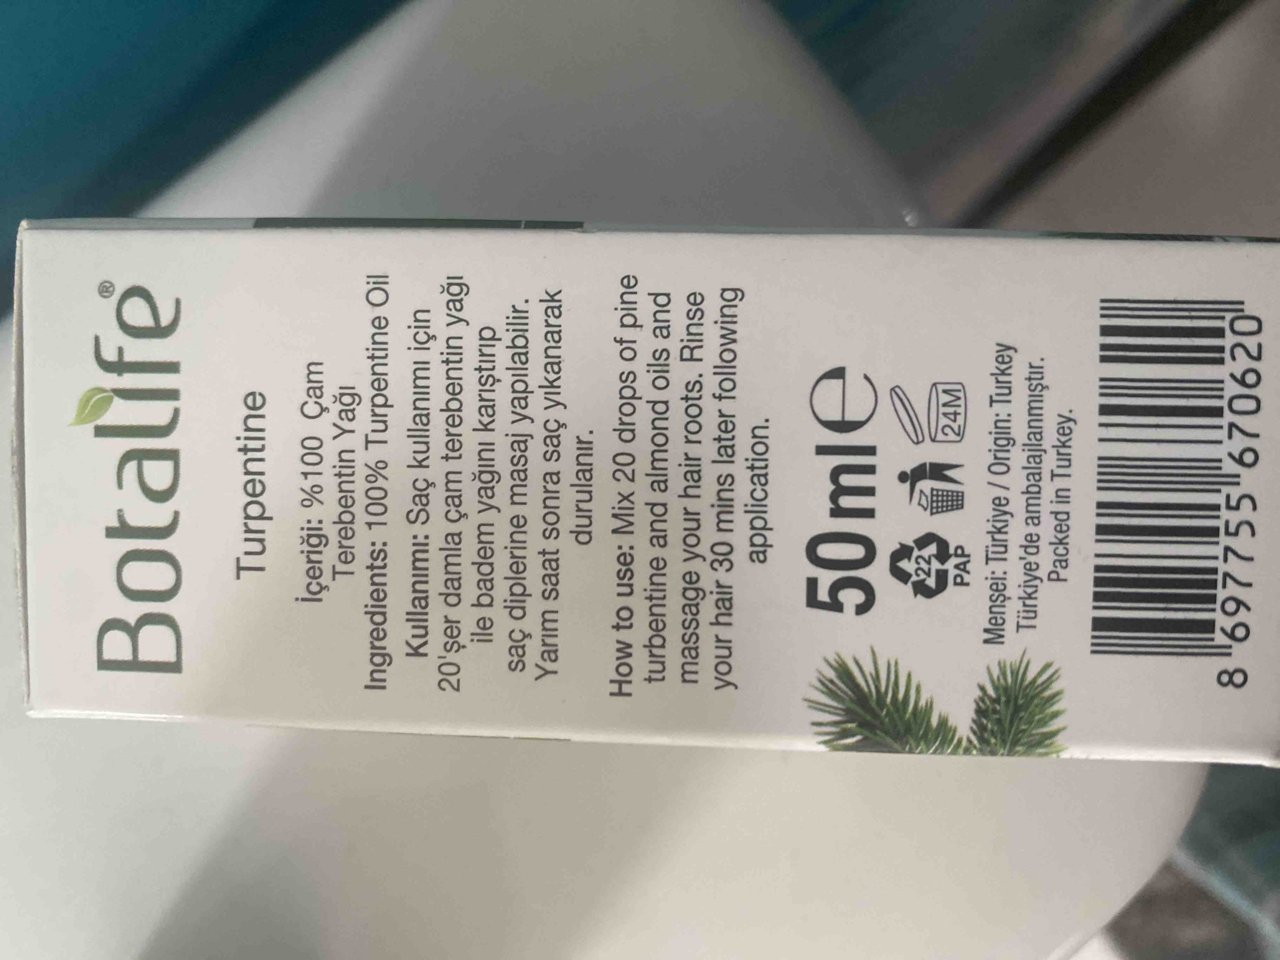 Botalife®
Turpentine
İçeriği: %100 Çam
Terebentin Yağı
Ingredients: 100% Turpentine Oil
Kullanımı: Saç kullanımı için
20'şer damla çam terebentin yağı
ile badem yağını karıştırıp
saç diplerine masaj yapılabilir.
Yarım saat sonra saç yıkanarak
durulanır.
How to use: Mix 20 drops of pine
turbentine and almond oils and
massage your hair roots. Rinse
your hair 30 mins later following
application.
50 ml e
22
PAP
24M
Menşei: Türkiye / Origin: Turkey
Türkiye'de ambalajlanmıştır.
Packed in Turkey.
8 697755 670620